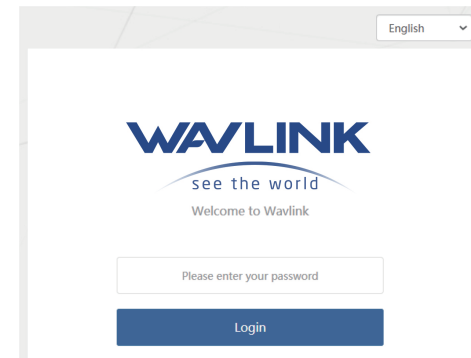 English
WAVLINK
see the world
Welcome to Wavlink
Please enter your password
Login